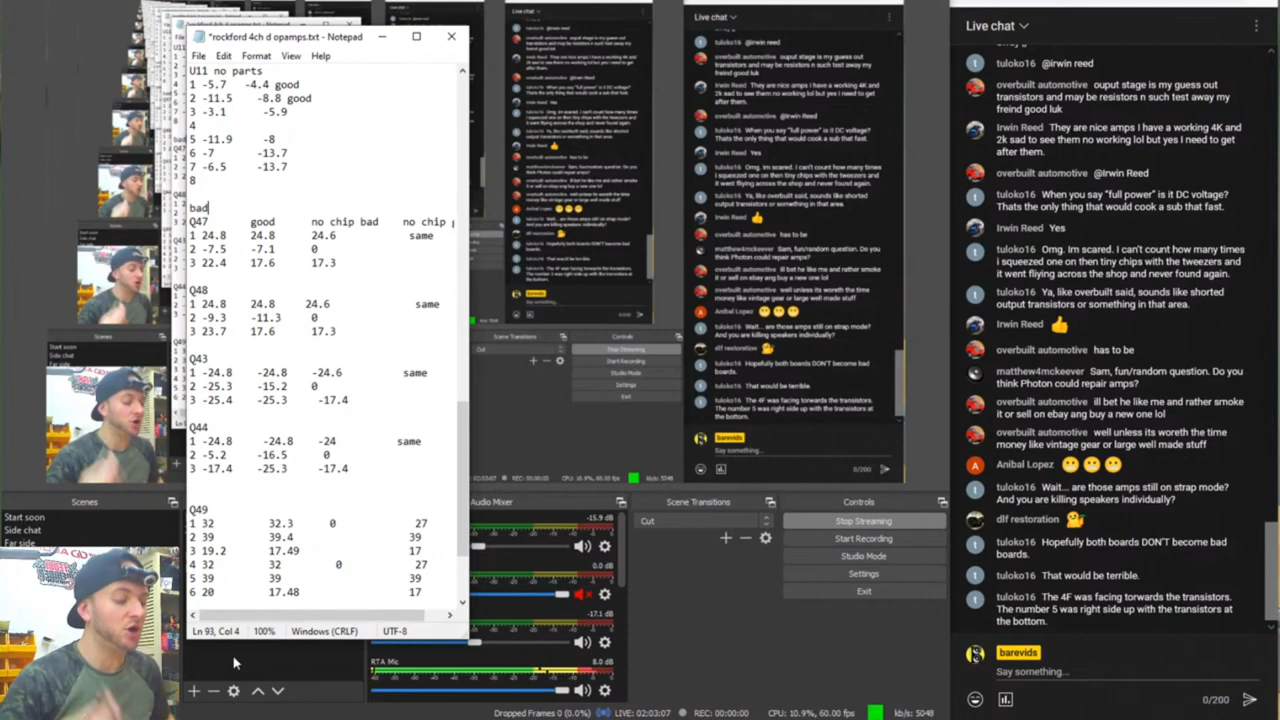 *rockford 4ch d opamps.txt - Notepad
File Edit Format View Help
U11 no parts
1 -5.7 -4.4 good
2 -11.5 -8.8 good
3 -3.1 -5.9
4
5 -11.9 -8
6 -7 -13.7
7 -6.5 -13.7
8
bad
Q47 good no chip bad no chip g
1 24.8 24.8 24.6 same
2 -7.5 -7.1 0
3 22.4 17.6 17.3
Q48
1 24.8 24.8 24.6 same
2 -9.3 -11.3 0
3 23.7 17.6 17.3
Q43
1 -24.8 -24.8 -24.6 same
2 -25.3 -15.2 0
3 -25.4 -25.3 -17.4
Q44
1 -24.8 -24.8 -24 same
2 -5.2 -16.5 0
3 -17.4 -25.3 -17.4
Q49
1 32 32.3 0 27
2 39 39.4 39
3 19.2 17.49 17
4 32 32 0 27
5 39 39 39
6 20 17.48 17
Ln 93, Col 4 100% Windows (CRLF) UTF-8
Scenes
Start soon
Side chat
Far side
Audio Mixer
-15.9 dB
0.0 dB
-17.1 dB
RTA Mic 8.0 dB
Scene Transitions
Cut
Controls
Stop Streaming
Start Recording
Studio Mode
Settings
Exit
Dropped Frames 0 (0.0%) LIVE: 02:03:07 REC: 00:00:00 CPU: 10.9%, 60.00 fps kb/s: 5048
Live chat
tuloko16 @irwin reed
overbuilt automotive ouput stage is my guess out
transistors and may be resistors n such test away my
freind good luk
Irwin Reed They are nice amps I have a working 4K and
2k sad to see them no working lol but yes I need to get
after them.
overbuilt automotive @Irwin Reed
tuloko16 When you say "full power" is it DC voltage?
Thats the only thing that would cook a sub that fast.
Irwin Reed Yes
tuloko16 Omg. Im scared. I can't count how many times
i squeezed one on then tiny chips with the tweezers and
it went flying across the shop and never found again.
tuloko16 Ya, like overbuilt said, sounds like shorted
output transistors or something in that area.
Irwin Reed
overbuilt automotive has to be
matthew4mckeever Sam, fun/random question. Do you
think Photon could repair amps?
overbuilt automotive ill bet he like me and rather smoke
it or sell on ebay ang buy a new one lol
overbuilt automotive well unless its woreth the time
money like vintage gear or large well made stuff
A Anibal Lopez
tuloko16 Wait... are those amps still on strap mode?
And you are killing speakers individually?
dlf restoration
tuloko16 Hopefully both boards DON'T become bad
boards.
tuloko16 That would be terrible.
tuloko16 The 4F was facing torwards the transistors.
The number 5 was right side up with the transistors at
the bottom.
barevids
Say something...
0/200